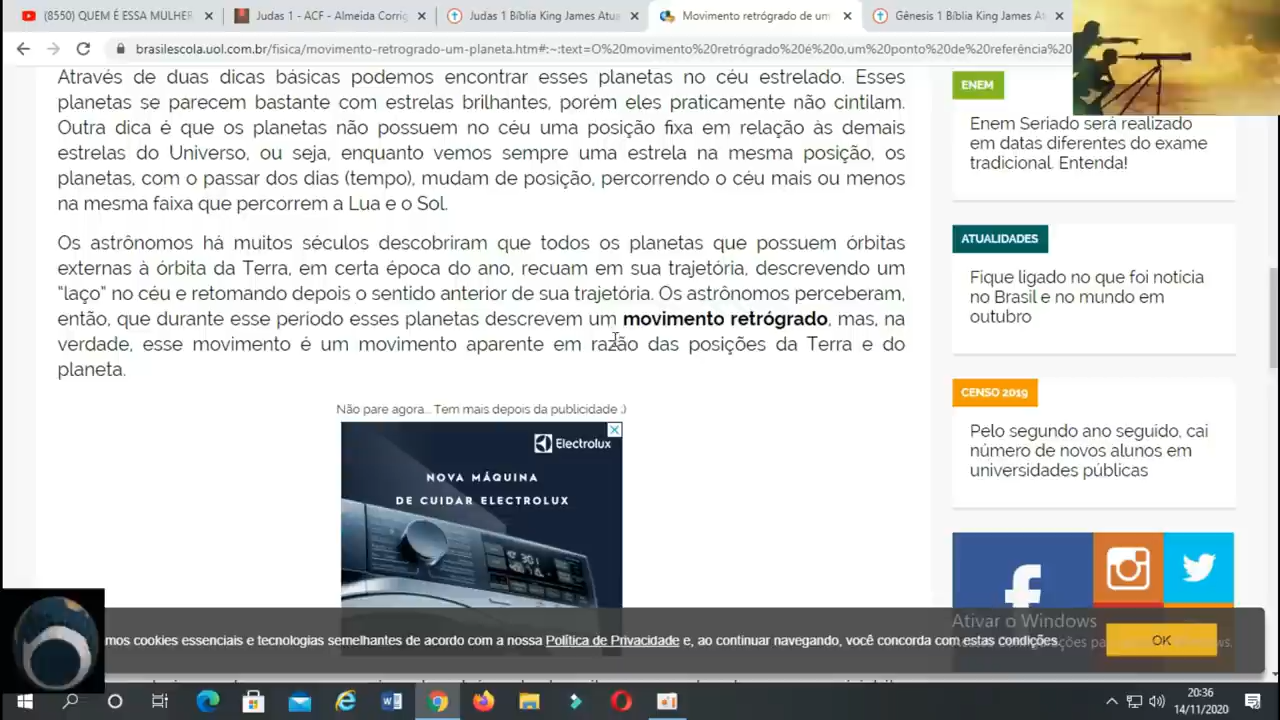 (8550) QUEM É ESSA MULHER
Judas 1 - ACF - Almeida Corrig
Judas 1 Bíblia King James Atua
Movimento retrógrado de um
Gênesis 1 Bíblia King James At
brasilescola.uol.com.br/fisica/movimento-retrogrado-um-planeta.htm#:~:text=O%20movimento%20retrógrado%20é%20o,um%20ponto%20de%20referência%20
Através de duas dicas básicas podemos encontrar esses planetas no céu estrelado. Esses
planetas se parecem bastante com estrelas brilhantes, porém eles praticamente não cintilam.
Outra dica é que os planetas não possuem no céu uma posição fixa em relação às demais
estrelas do Universo, ou seja, enquanto vemos sempre uma estrela na mesma posição, os
planetas, com o passar dos dias (tempo), mudam de posição, percorrendo o céu mais ou menos
na mesma faixa que percorrem a Lua e o Sol.
Os astrônomos há muitos séculos descobriram que todos os planetas que possuem órbitas
externas à órbita da Terra, em certa época do ano, recuam em sua trajetória, descrevendo um
“laço” no céu e retomando depois o sentido anterior de sua trajetória. Os astrônomos perceberam,
então, que durante esse período esses planetas descrevem um movimento retrógrado, mas, na
verdade, esse movimento é um movimento aparente em razão das posições da Terra e do
planeta.
Não pare agora... Tem mais depois da publicidade ;)
Electrolux
NOVA MÁQUINA
DE CUIDAR ELECTROLUX
ENEM
Enem Seriado será realizado
em datas diferentes do exame
tradicional. Entenda!
ATUALIDADES
Fique ligado no que foi notícia
no Brasil e no mundo em
outubro
CENSO 2019
Pelo segundo ano seguido, cai
número de novos alunos em
universidades públicas
Ativar o Windows
mos cookies essenciais e tecnologias semelhantes de acordo com a nossa Política de Privacidade e, ao continuar navegando, você concorda com estas condições.
OK
20:36
14/11/2020